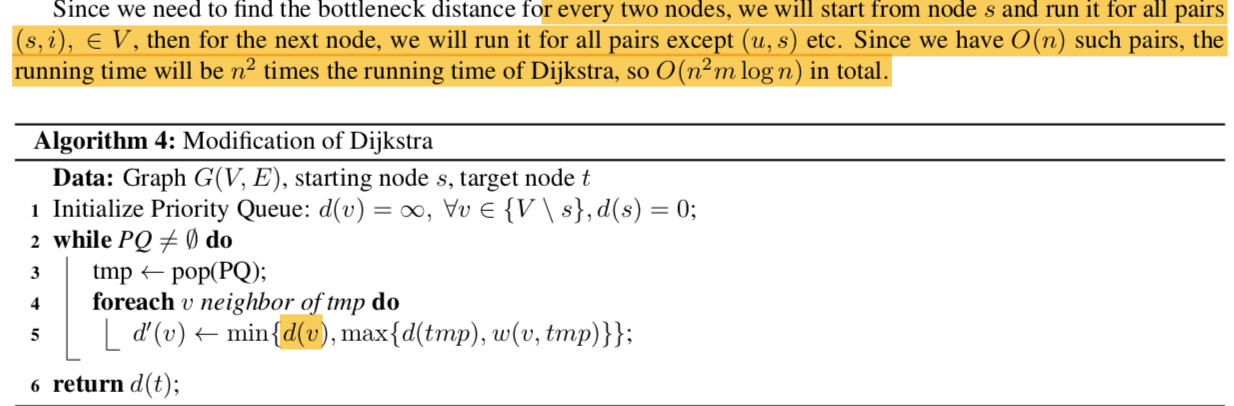 Since we need to find the bottleneck distance for every two nodes, we will start from node s and run it for all pairs
(s, i), ∈ V, then for the next node, we will run it for all pairs except (u, s) etc. Since we have O(n) such pairs, the
running time will be n² times the running time of Dijkstra, so O(n²m log n) in total.
Algorithm 4: Modification of Dijkstra
Data: Graph G(V, E), starting node s, target node t
1 Initialize Priority Queue: d(v) = ∞, ∀v ∈ {V \ s}, d(s) = 0;
2 while PQ ≠ ∅ do
3 tmp ← pop(PQ);
4 foreach v neighbor of tmp do
5 d′(v) ← min{d(v), max{d(tmp), w(v, tmp)}};
6 return d(t);